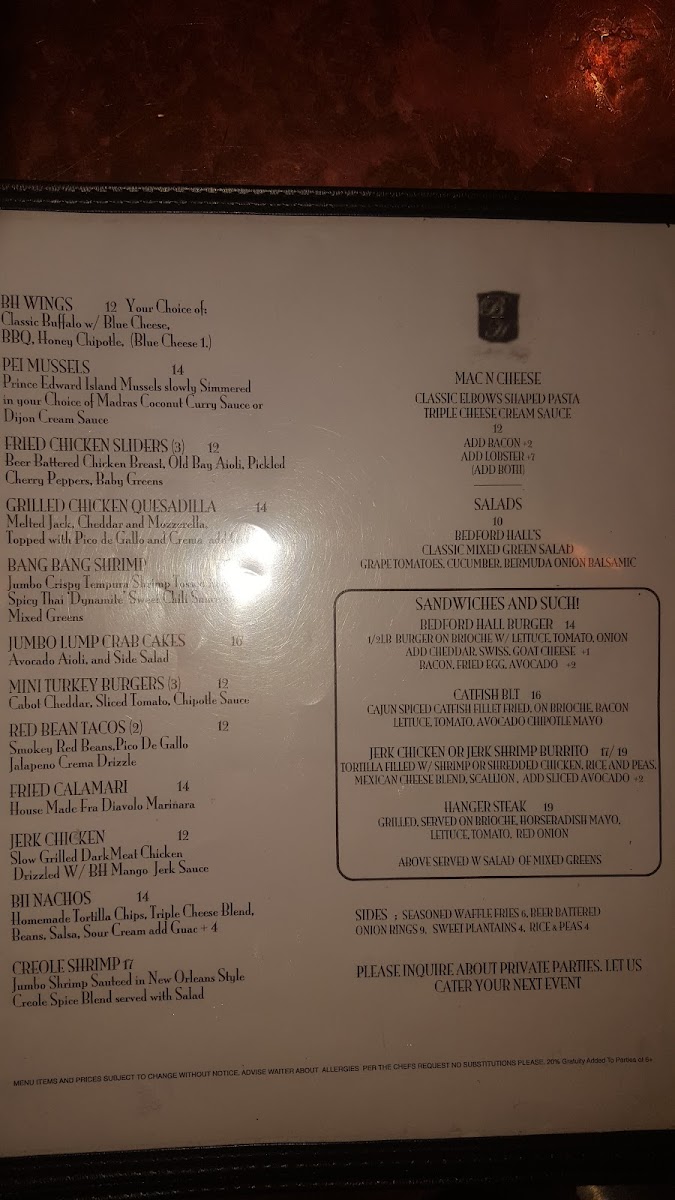 BH WINGS 12 Your Choice of:
Classic Buffalo w/ Blue Cheese,
BBQ, Honey Chipotle, (Blue Cheese 1.)
PEI MUSSELS 14
Prince Edward Island Mussels slowly Simmered
in your Choice of Madras Coconut Curry Sauce or
Dijon Cream Sauce
FRIED CHICKEN SLIDERS (3) 12
Beer Battered Chicken Breast, Old Bay Aioli, Pickled
Cherry Peppers, Baby Greens
GRILLED CHICKEN QUESADILLA 14
Melted Jack, Cheddar and Mozzerella,
Topped with Pico de Gallo and Crema add
BANG BANG SHRIMP
Jumbo Crispy Tempura Shrimp
Spicy Thai 'Dynamite' Sweet Chili
Mixed Greens
JUMBO LUMP CRAB CAKES 16
Avocado Aioli, and Side Salad
MINI TURKEY BURGERS (3) 12
Cabot Cheddar, Sliced Tomato, Chipotle Sauce
RED BEAN TACOS (2) 12
Smokey Red Beans,Pico De Gallo
Jalapeno Crema Drizzle
FRIED CALAMARI 14
House Made Fra Diavolo Marinara
JERK CHICKEN 12
Slow Grilled DarkMeat Chicken
Drizzled W/ BH Mango Jerk Sauce
BH NACHOS 14
Homemade Tortilla Chips, Triple Cheese Blend,
Beans, Salsa, Sour Cream add Guac + 4
CREOLE SHRIMP 17
Jumbo Shrimp Sauteed in New Orleans Style
Creole Spice Blend served with Salad
MAC N CHEESE
CLASSIC ELBOWS SHAPED PASTA
TRIPLE CHEESE CREAM SAUCE
12
ADD BACON +2
ADD LOBSTER +7
(ADD BOTH)
SALADS
10
BEDFORD HALL'S
CLASSIC MIXED GREEN SALAD
GRAPE TOMATOES, CUCUMBER, BERMUDA ONION BALSAMIC
SANDWICHES AND SUCH!
BEDFORD HALL BURGER 14
1/2LB BURGER ON BRIOCHE W/ LETTUCE, TOMATO, ONION
ADD CHEDDAR, SWISS, GOAT CHEESE +1
BACON, FRIED EGG, AVOCADO +2
CATFISH BLT 16
CAJUN SPICED CATFISH FILLET FRIED, ON BRIOCHE, BACON
LETTUCE, TOMATO, AVOCADO CHIPOTLE MAYO
JERK CHICKEN OR JERK SHRIMP BURRITO 17/ 19
TORTILLA FILLED W/ SHRIMP OR SHREDDED CHICKEN, RICE AND PEAS,
MEXICAN CHEESE BLEND, SCALLION , ADD SLICED AVOCADO +2
HANGER STEAK 19
GRILLED, SERVED ON BRIOCHE, HORSERADISH MAYO,
LETTUCE, TOMATO, RED ONION
ABOVE SERVED W SALAD OF MIXED GREENS
SIDES : SEASONED WAFFLE FRIES 6, BEER BATTERED
ONION RINGS 9, SWEET PLANTAINS 4, RICE & PEAS 4
PLEASE INQUIRE ABOUT PRIVATE PARTIES. LET US
CATER YOUR NEXT EVENT
MENU ITEMS AND PRICES SUBJECT TO CHANGE WITHOUT NOTICE. ADVISE WAITER ABOUT ALLERGIES PER THE CHEFS REQUEST NO SUBSTITUTIONS PLEASE. 20% Gratuity Added To Parties of 5+